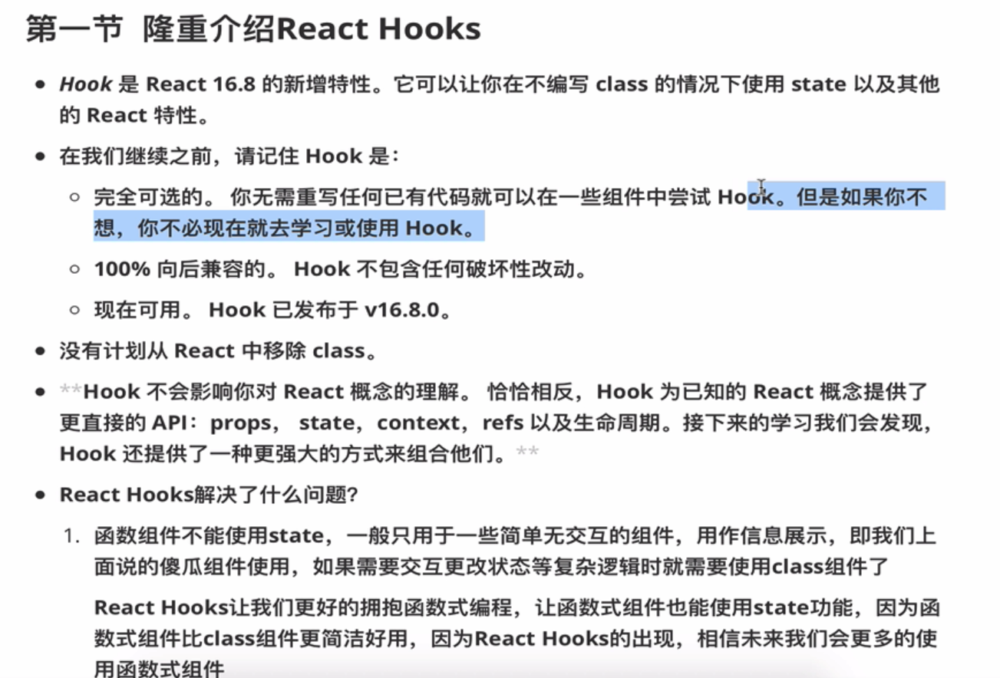 第一节 隆重介绍React Hooks
Hook 是 React 16.8 的新增特性。它可以让你在不编写 class 的情况下使用 state 以及其他
的 React 特性。
在我们继续之前，请记住 Hook 是：
完全可选的。 你无需重写任何已有代码就可以在一些组件中尝试 Hook。但是如果你不
想，你不必现在就去学习或使用 Hook。
100% 向后兼容的。 Hook 不包含任何破坏性改动。
现在可用。 Hook 已发布于 v16.8.0。
没有计划从 React 中移除 class。
**Hook 不会影响你对 React 概念的理解。 恰恰相反，Hook 为已知的 React 概念提供了
更直接的 API：props， state，context，refs 以及生命周期。接下来的学习我们会发现，
Hook 还提供了一种更强大的方式来组合他们。**
React Hooks解决了什么问题?
1. 函数组件不能使用state，一般只用于一些简单无交互的组件，用作信息展示，即我们上
面说的傻瓜组件使用，如果需要交互更改状态等复杂逻辑时就需要使用class组件了
React Hooks让我们更好的拥抱函数式编程，让函数式组件也能使用state功能，因为函
数式组件比class组件更简洁好用，因为React Hooks的出现，相信未来我们会更多的使
用函数式组件